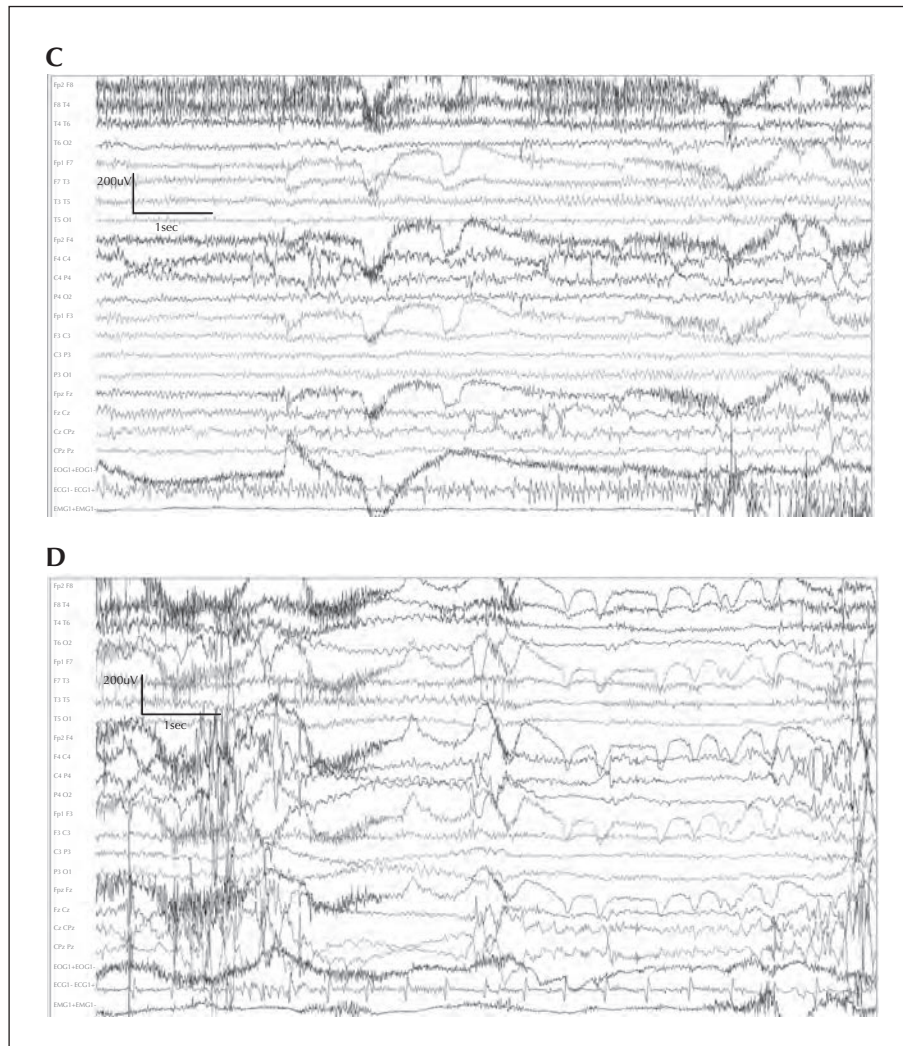 C
Fp2 F8
F8 T4
T4 T6
T6 O2
Fp1 F7
200uV
F7 T3
T3 T5
T5 O1
1sec
Fp2 F4
F4 C4
C4 P4
P4 O2
Fp1 F3
F3 C3
C3 P3
P3 O1
Fpz Fz
Fz Cz
Cz CPz
CPz Pz
EOG1+EOG1-
ECG1- ECG1+
EMG1+EMG1-
D
Fp2 F8
F8 T4
T4 T6
T6 O2
Fp1 F7
F7 T3
200uV
T3 T5
1sec
T5 O1
Fp2 F4
F4 C4
C4 P4
P4 O2
Fp1 F3
F3 C3
C3 P3
P3 O1
Fpz Fz
Fz Cz
Cz CPz
CPz Pz
EOG1+EOG1-
ECG1- ECG1+
EMG1+EMG1-